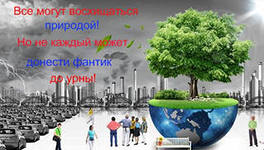 Все могут восхищаться
природой!
Но не каждый может
донести фантик
до урны!